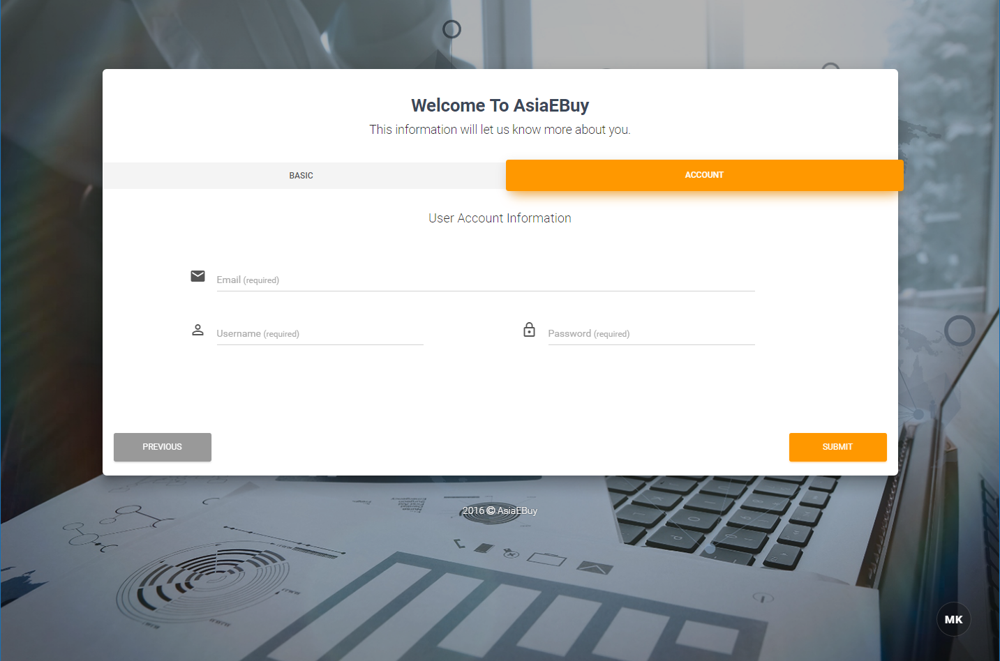 Welcome To AsiaEBuy
This information will let us know more about you.
BASIC
ACCOUNT
User Account Information
Email (required)
Username (required)
Password (required)
PREVIOUS
SUBMIT
2016 © AsiaEBuy
MK